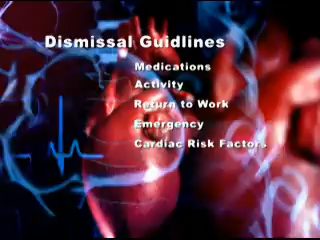 Dismissal Guidlines
Medications
Activity
Return to Work
Emergency
Cardiac Risk Factors